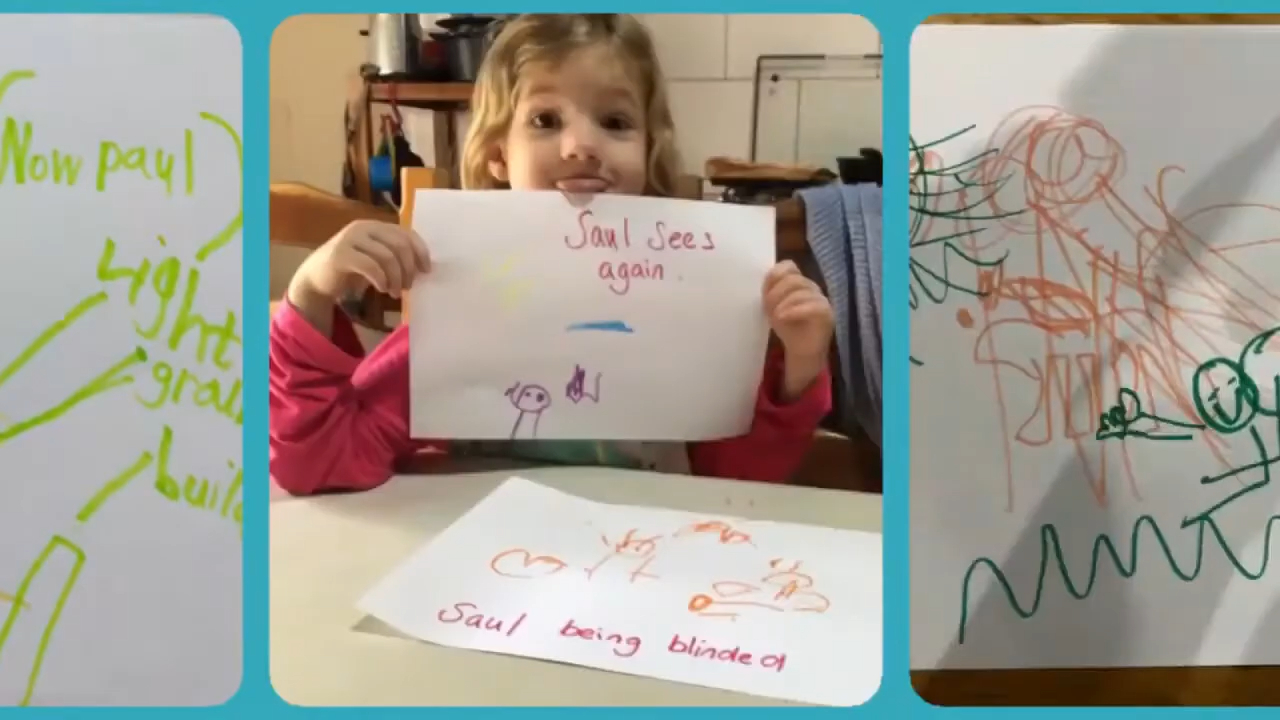 (Now paul)
Light
Saul sees
again.
Saul being blinded